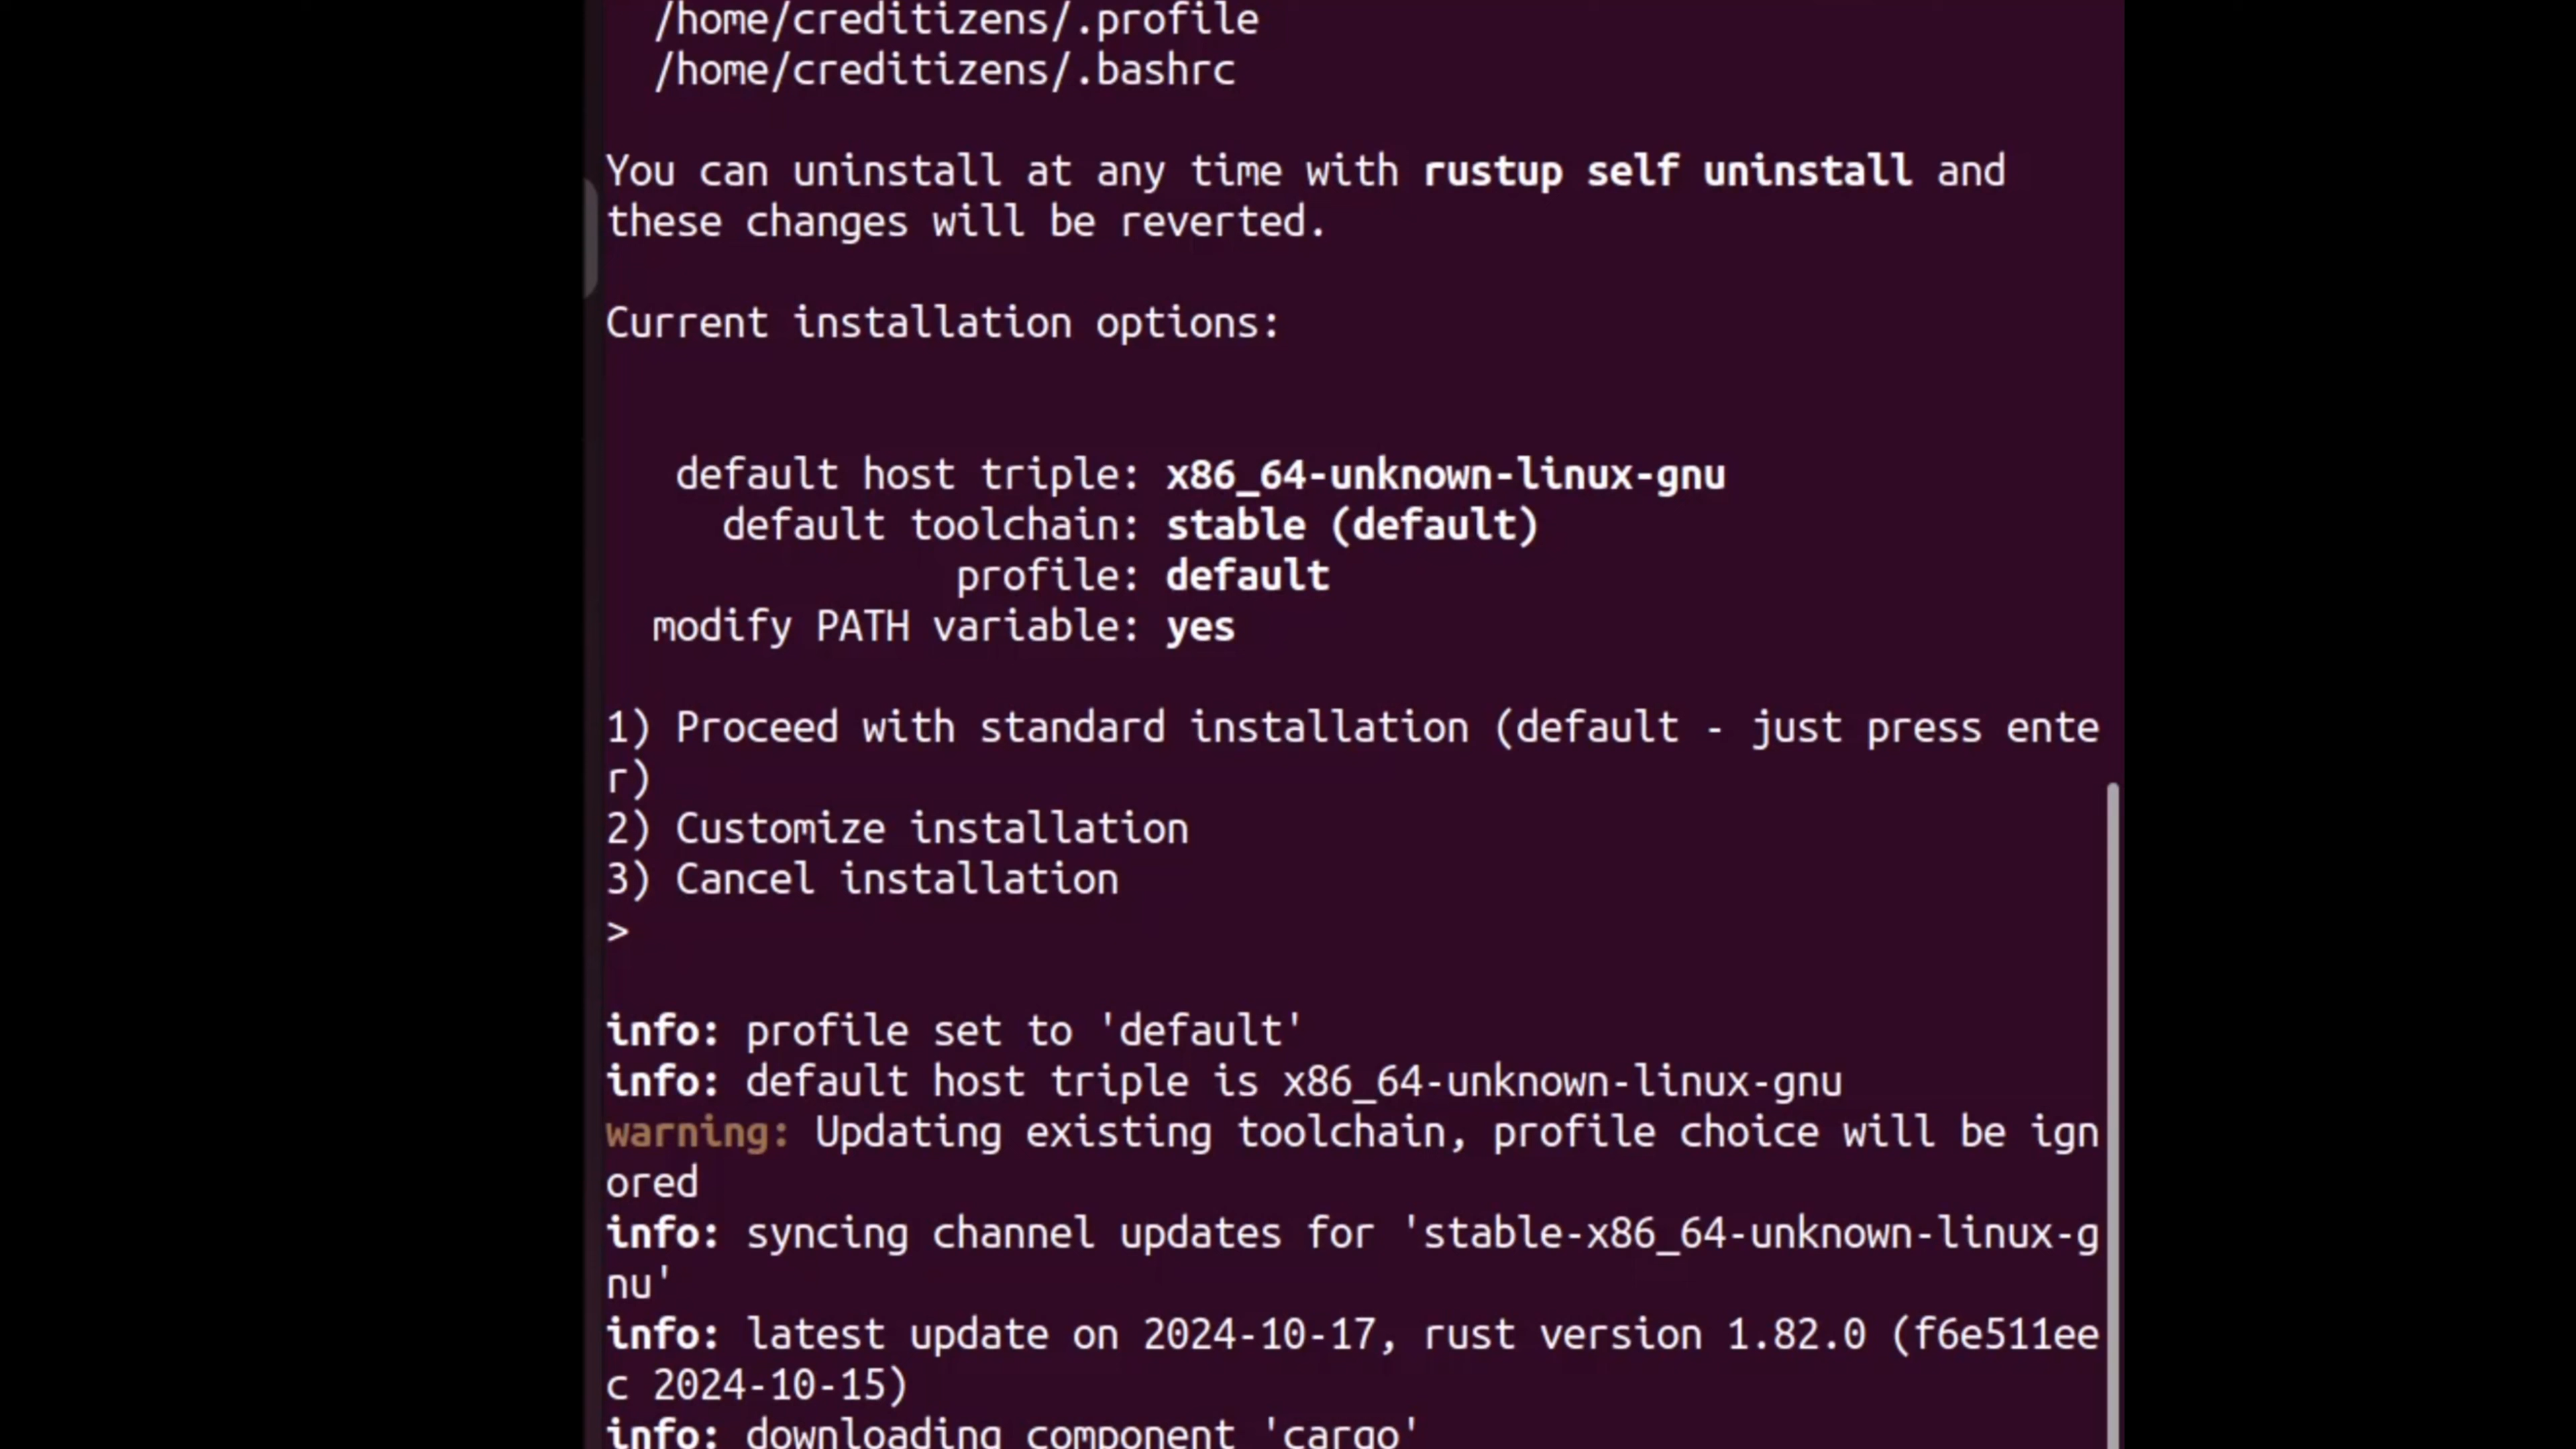 /home/creditizens/.profile
/home/creditizens/.bashrc
You can uninstall at any time with rustup self uninstall and
these changes will be reverted.
Current installation options:
default host triple: x86_64-unknown-linux-gnu
default toolchain: stable (default)
profile: default
modify PATH variable: yes
1) Proceed with standard installation (default - just press ente
r)
2) Customize installation
3) Cancel installation
>
info: profile set to 'default'
info: default host triple is x86_64-unknown-linux-gnu
warning: Updating existing toolchain, profile choice will be ign
ored
info: syncing channel updates for 'stable-x86_64-unknown-linux-g
nu'
info: latest update on 2024-10-17, rust version 1.82.0 (f6e511ee
c 2024-10-15)
info: downloading component 'cargo'